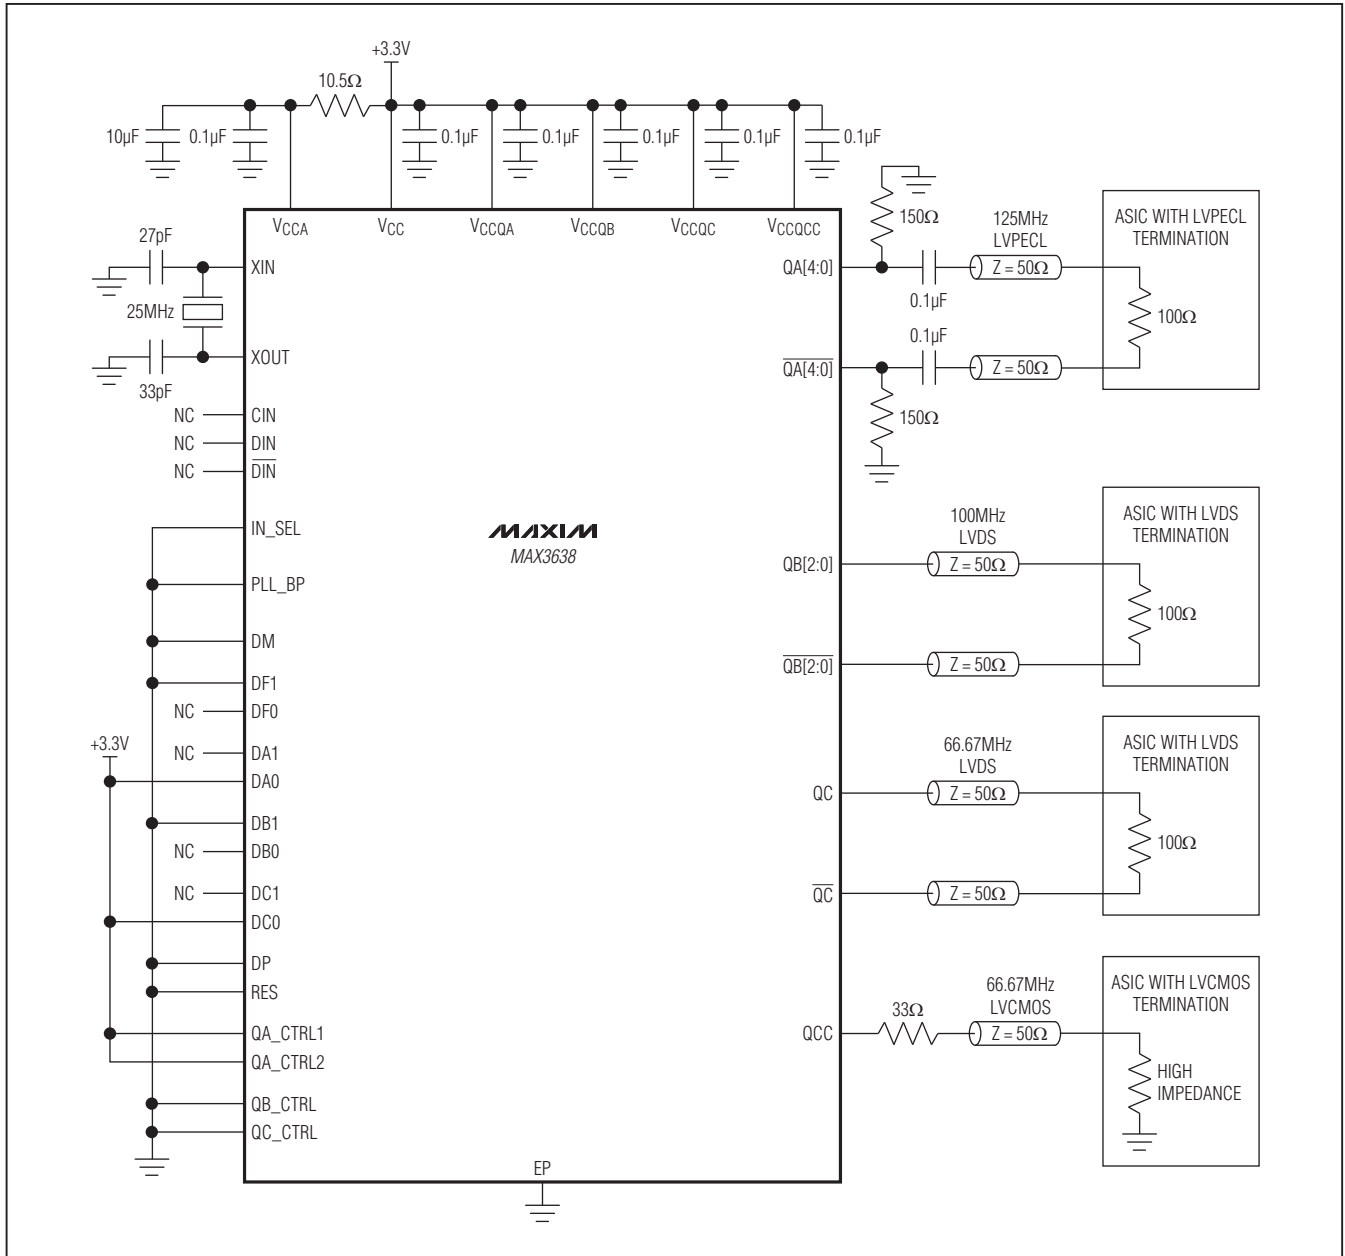 +3.3V
10.5Ω
10µF
0.1µF
0.1µF
0.1µF
0.1µF
0.1µF
0.1µF
VCCA
VCC
VCCQA
VCCQB
VCCQC
VCCQCC
27pF
XIN
25MHz
XOUT
33pF
NC
CIN
NC
DIN
NC
DIN
IN_SEL
PLL_BP
DM
DF1
NC
DF0
+3.3V
NC
DA1
DA0
DB1
NC
DB0
NC
DC1
DC0
DP
RES
QA_CTRL1
QA_CTRL2
QB_CTRL
QC_CTRL
MAXIM
MAX3638
EP
QA[4:0]
150Ω
0.1µF
125MHz
LVPECL
Z = 50Ω
ASIC WITH LVPECL
TERMINATION
100Ω
QA[4:0]
0.1µF
Z = 50Ω
150Ω
QB[2:0]
100MHz
LVDS
Z = 50Ω
ASIC WITH LVDS
TERMINATION
100Ω
QB[2:0]
Z = 50Ω
QC
66.67MHz
LVDS
Z = 50Ω
ASIC WITH LVDS
TERMINATION
100Ω
QC
Z = 50Ω
QCC
33Ω
66.67MHz
LVCMOS
Z = 50Ω
ASIC WITH LVCMOS
TERMINATION
HIGH
IMPEDANCE